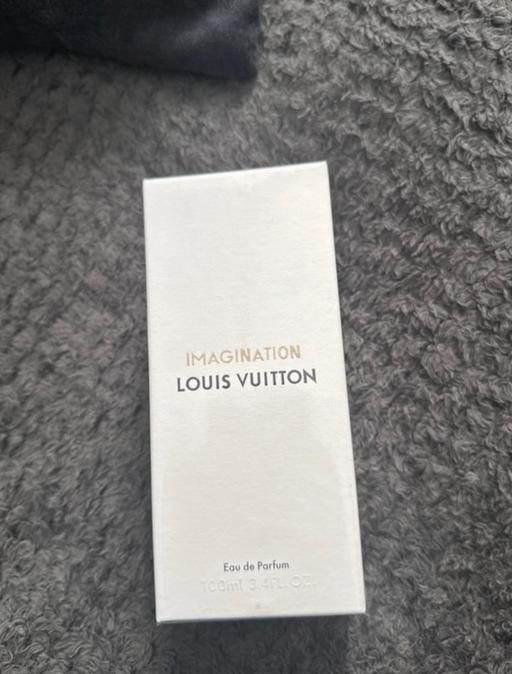 IMAGINATION
LOUIS VUITTON
Eau de Parfum
100ml 3.4FL.OZ.